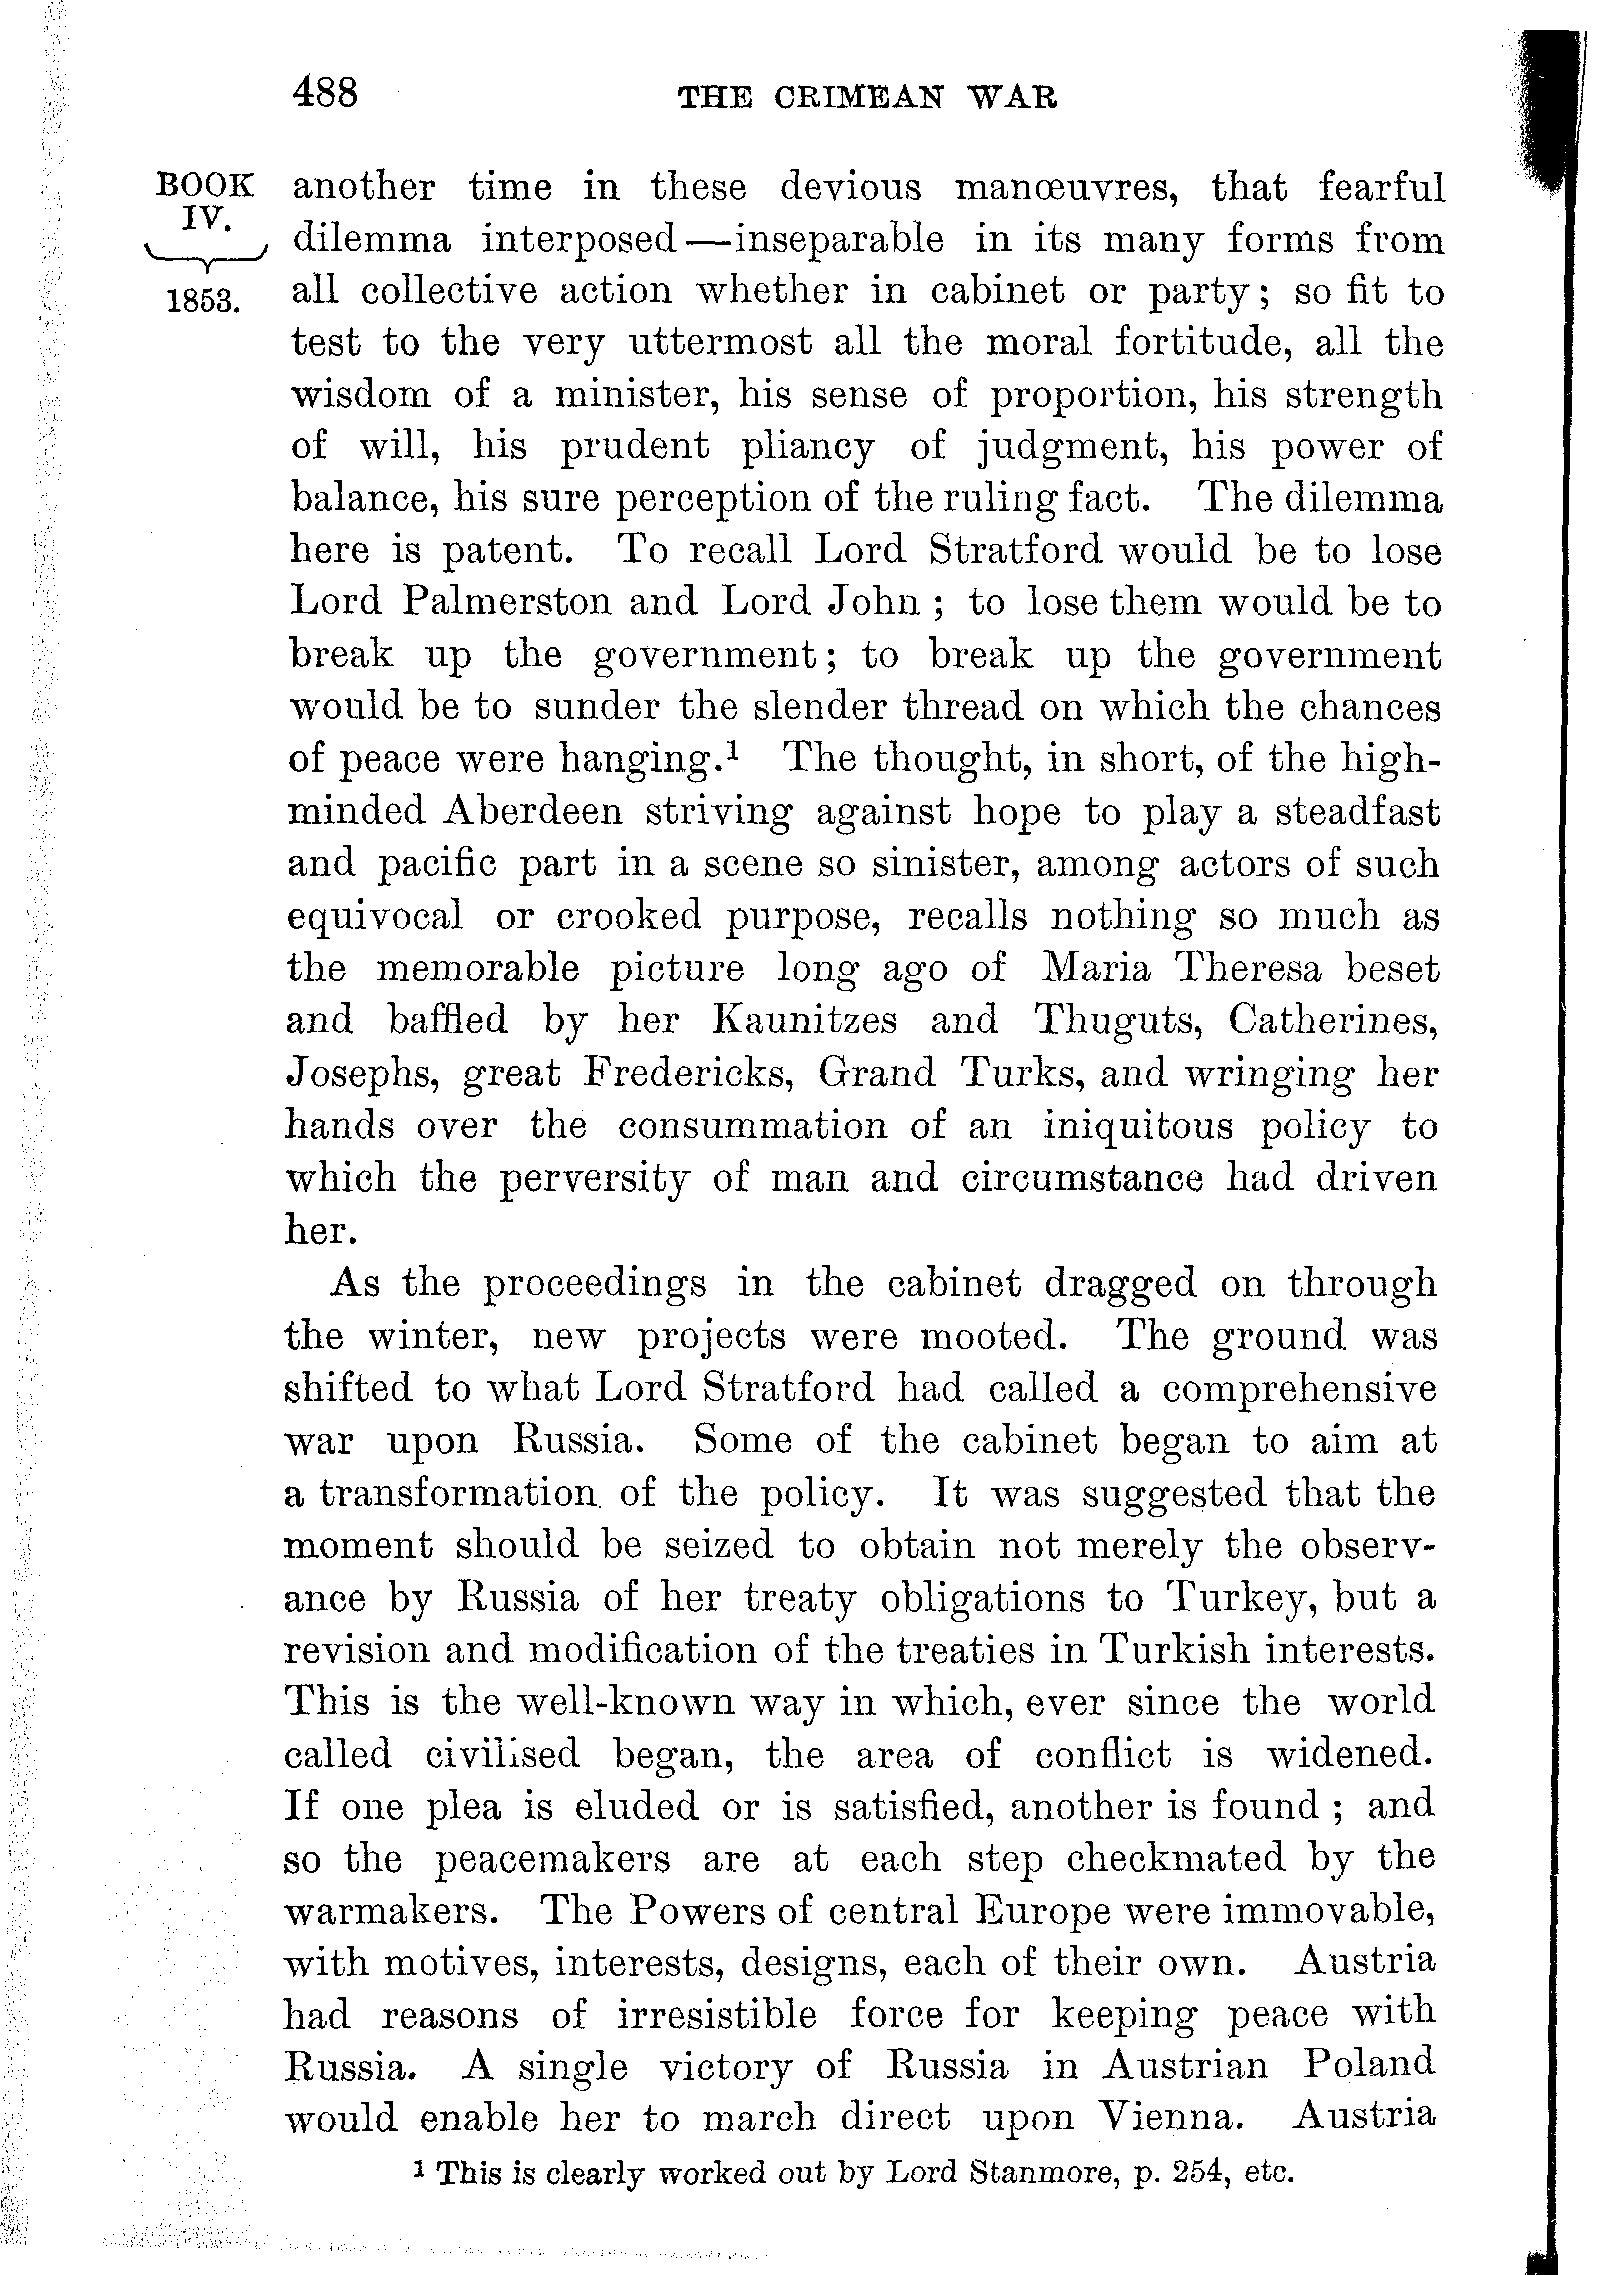 488 THE CRIMEAN WAR
BOOK
IV.
1853.
another time in these devious manœuvres, that fearful
dilemma interposed—inseparable in its many forms from
all collective action whether in cabinet or party; so fit to
test to the very uttermost all the moral fortitude, all the
wisdom of a minister, his sense of proportion, his strength
of will, his prudent pliancy of judgment, his power of
balance, his sure perception of the ruling fact. The dilemma
here is patent. To recall Lord Stratford would be to lose
Lord Palmerston and Lord John; to lose them would be to
break up the government; to break up the government
would be to sunder the slender thread on which the chances
of peace were hanging.¹ The thought, in short, of the high-
minded Aberdeen striving against hope to play a steadfast
and pacific part in a scene so sinister, among actors of such
equivocal or crooked purpose, recalls nothing so much as
the memorable picture long ago of Maria Theresa beset
and baffled by her Kaunitzes and Thuguts, Catherines,
Josephs, great Fredericks, Grand Turks, and wringing her
hands over the consummation of an iniquitous policy to
which the perversity of man and circumstance had driven
her.
As the proceedings in the cabinet dragged on through
the winter, new projects were mooted. The ground was
shifted to what Lord Stratford had called a comprehensive
war upon Russia. Some of the cabinet began to aim at
a transformation of the policy. It was suggested that the
moment should be seized to obtain not merely the observ-
ance by Russia of her treaty obligations to Turkey, but a
revision and modification of the treaties in Turkish interests.
This is the well-known way in which, ever since the world
called civilised began, the area of conflict is widened.
If one plea is eluded or is satisfied, another is found; and
so the peacemakers are at each step checkmated by the
warmakers. The Powers of central Europe were immovable,
with motives, interests, designs, each of their own. Austria
had reasons of irresistible force for keeping peace with
Russia. A single victory of Russia in Austrian Poland
would enable her to march direct upon Vienna. Austria
¹ This is clearly worked out by Lord Stanmore, p. 254, etc.